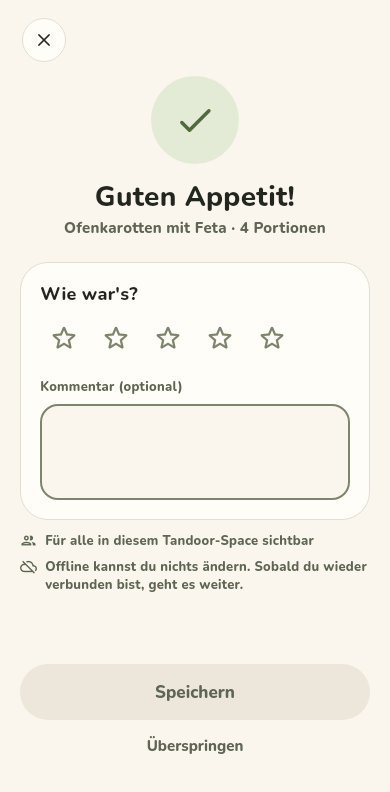 Guten Appetit!
Ofenkarotten mit Feta · 4 Portionen
Wie war's?
Kommentar (optional)
Für alle in diesem Tandoor-Space sichtbar
Offline kannst du nichts ändern. Sobald du wieder
verbunden bist, geht es weiter.
Speichern
Überspringen